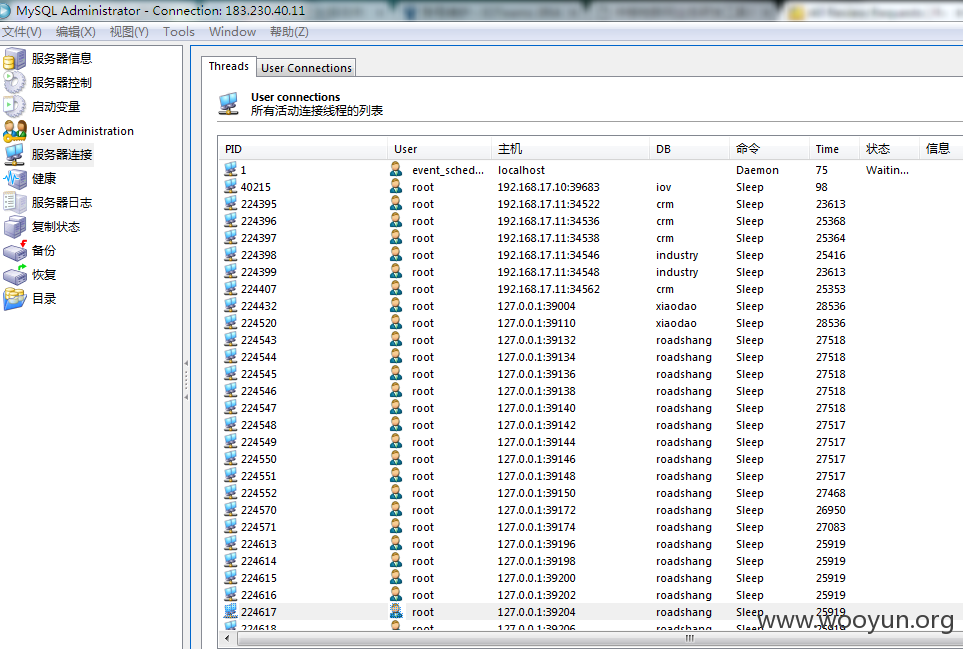 MySQL Administrator - Connection: 183.230.40.11
文件(V) 编辑(X) 视图(Y) Tools Window 帮助(Z)
服务器信息
服务器控制
启动变量
User Administration
服务器连接
健康
服务器日志
复制状态
备份
恢复
目录
Threads User Connections
User connections
所有活动连接线程的列表
PID User 主机 DB 命令 Time 状态 信息
1 event_sched... localhost Daemon 75 Waitin...
40215 root 192.168.17.10:39683 iov Sleep 98
224395 root 192.168.17.11:34522 crm Sleep 23613
224396 root 192.168.17.11:34536 crm Sleep 25368
224397 root 192.168.17.11:34538 crm Sleep 25364
224398 root 192.168.17.11:34546 industry Sleep 25416
224399 root 192.168.17.11:34548 industry Sleep 23613
224407 root 192.168.17.11:34562 crm Sleep 25353
224432 root 127.0.0.1:39004 xiaodao Sleep 28536
224520 root 127.0.0.1:39110 xiaodao Sleep 28536
224543 root 127.0.0.1:39132 roadshang Sleep 27518
224544 root 127.0.0.1:39134 roadshang Sleep 27518
224545 root 127.0.0.1:39136 roadshang Sleep 27518
224546 root 127.0.0.1:39138 roadshang Sleep 27518
224547 root 127.0.0.1:39140 roadshang Sleep 27518
224548 root 127.0.0.1:39142 roadshang Sleep 27517
224549 root 127.0.0.1:39144 roadshang Sleep 27517
224550 root 127.0.0.1:39146 roadshang Sleep 27517
224551 root 127.0.0.1:39148 roadshang Sleep 27517
224552 root 127.0.0.1:39150 roadshang Sleep 27468
224570 root 127.0.0.1:39172 roadshang Sleep 26950
224571 root 127.0.0.1:39174 roadshang Sleep 27083
224613 root 127.0.0.1:39196 roadshang Sleep 25919
224614 root 127.0.0.1:39198 roadshang Sleep 25919
224615 root 127.0.0.1:39200 roadshang Sleep 25919
224616 root 127.0.0.1:39202 roadshang Sleep 25919
224617 root 127.0.0.1:39204 roadshang Sleep 25919
224618 root 127.0.0.1:39206 roadshang Sleep 25919
www.wooyun.org